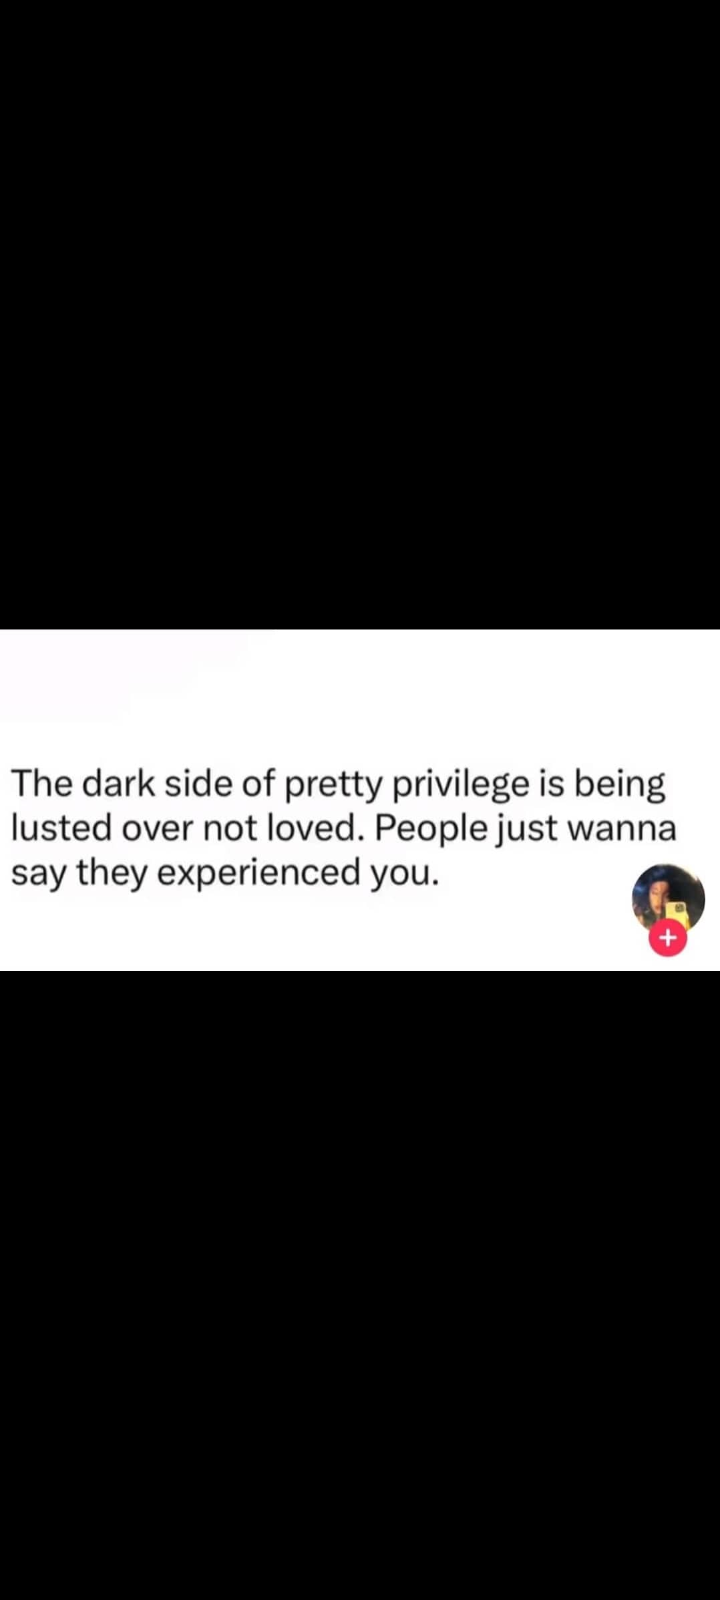 The dark side of pretty privilege is being
lusted over not loved. People just wanna
say they experienced you.